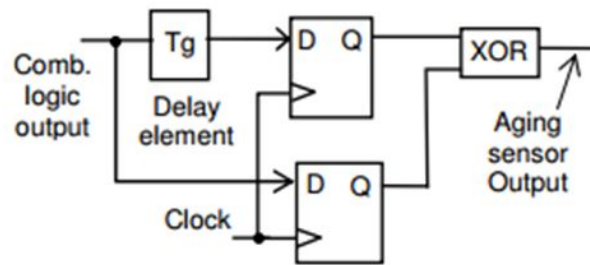 Comb.
logic
output
Tg
Delay
element
D Q
XOR
Aging
sensor
Output
D Q
Clock